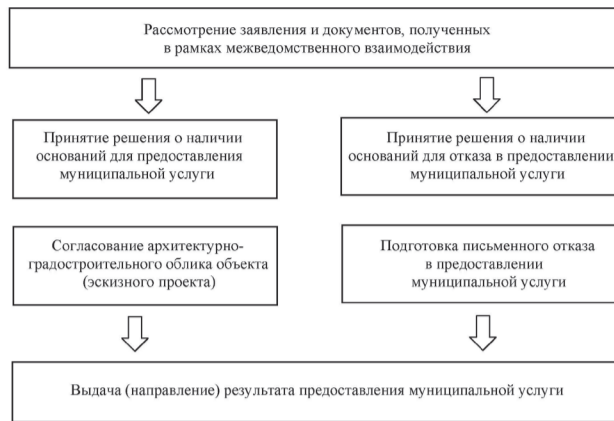 Рассмотрение заявления и документов, полученных
в рамках межведомственного взаимодействия
Принятие решения о наличии
оснований для предоставления
муниципальной услуги
Принятие решения о наличии
оснований для отказа в предоставлении
муниципальной услуги
Согласование архитектурно-
градостроительного облика объекта
(эскизного проекта)
Подготовка письменного отказа
в предоставлении
муниципальной услуги
Выдача (направление) результата предоставления муниципальной услуги